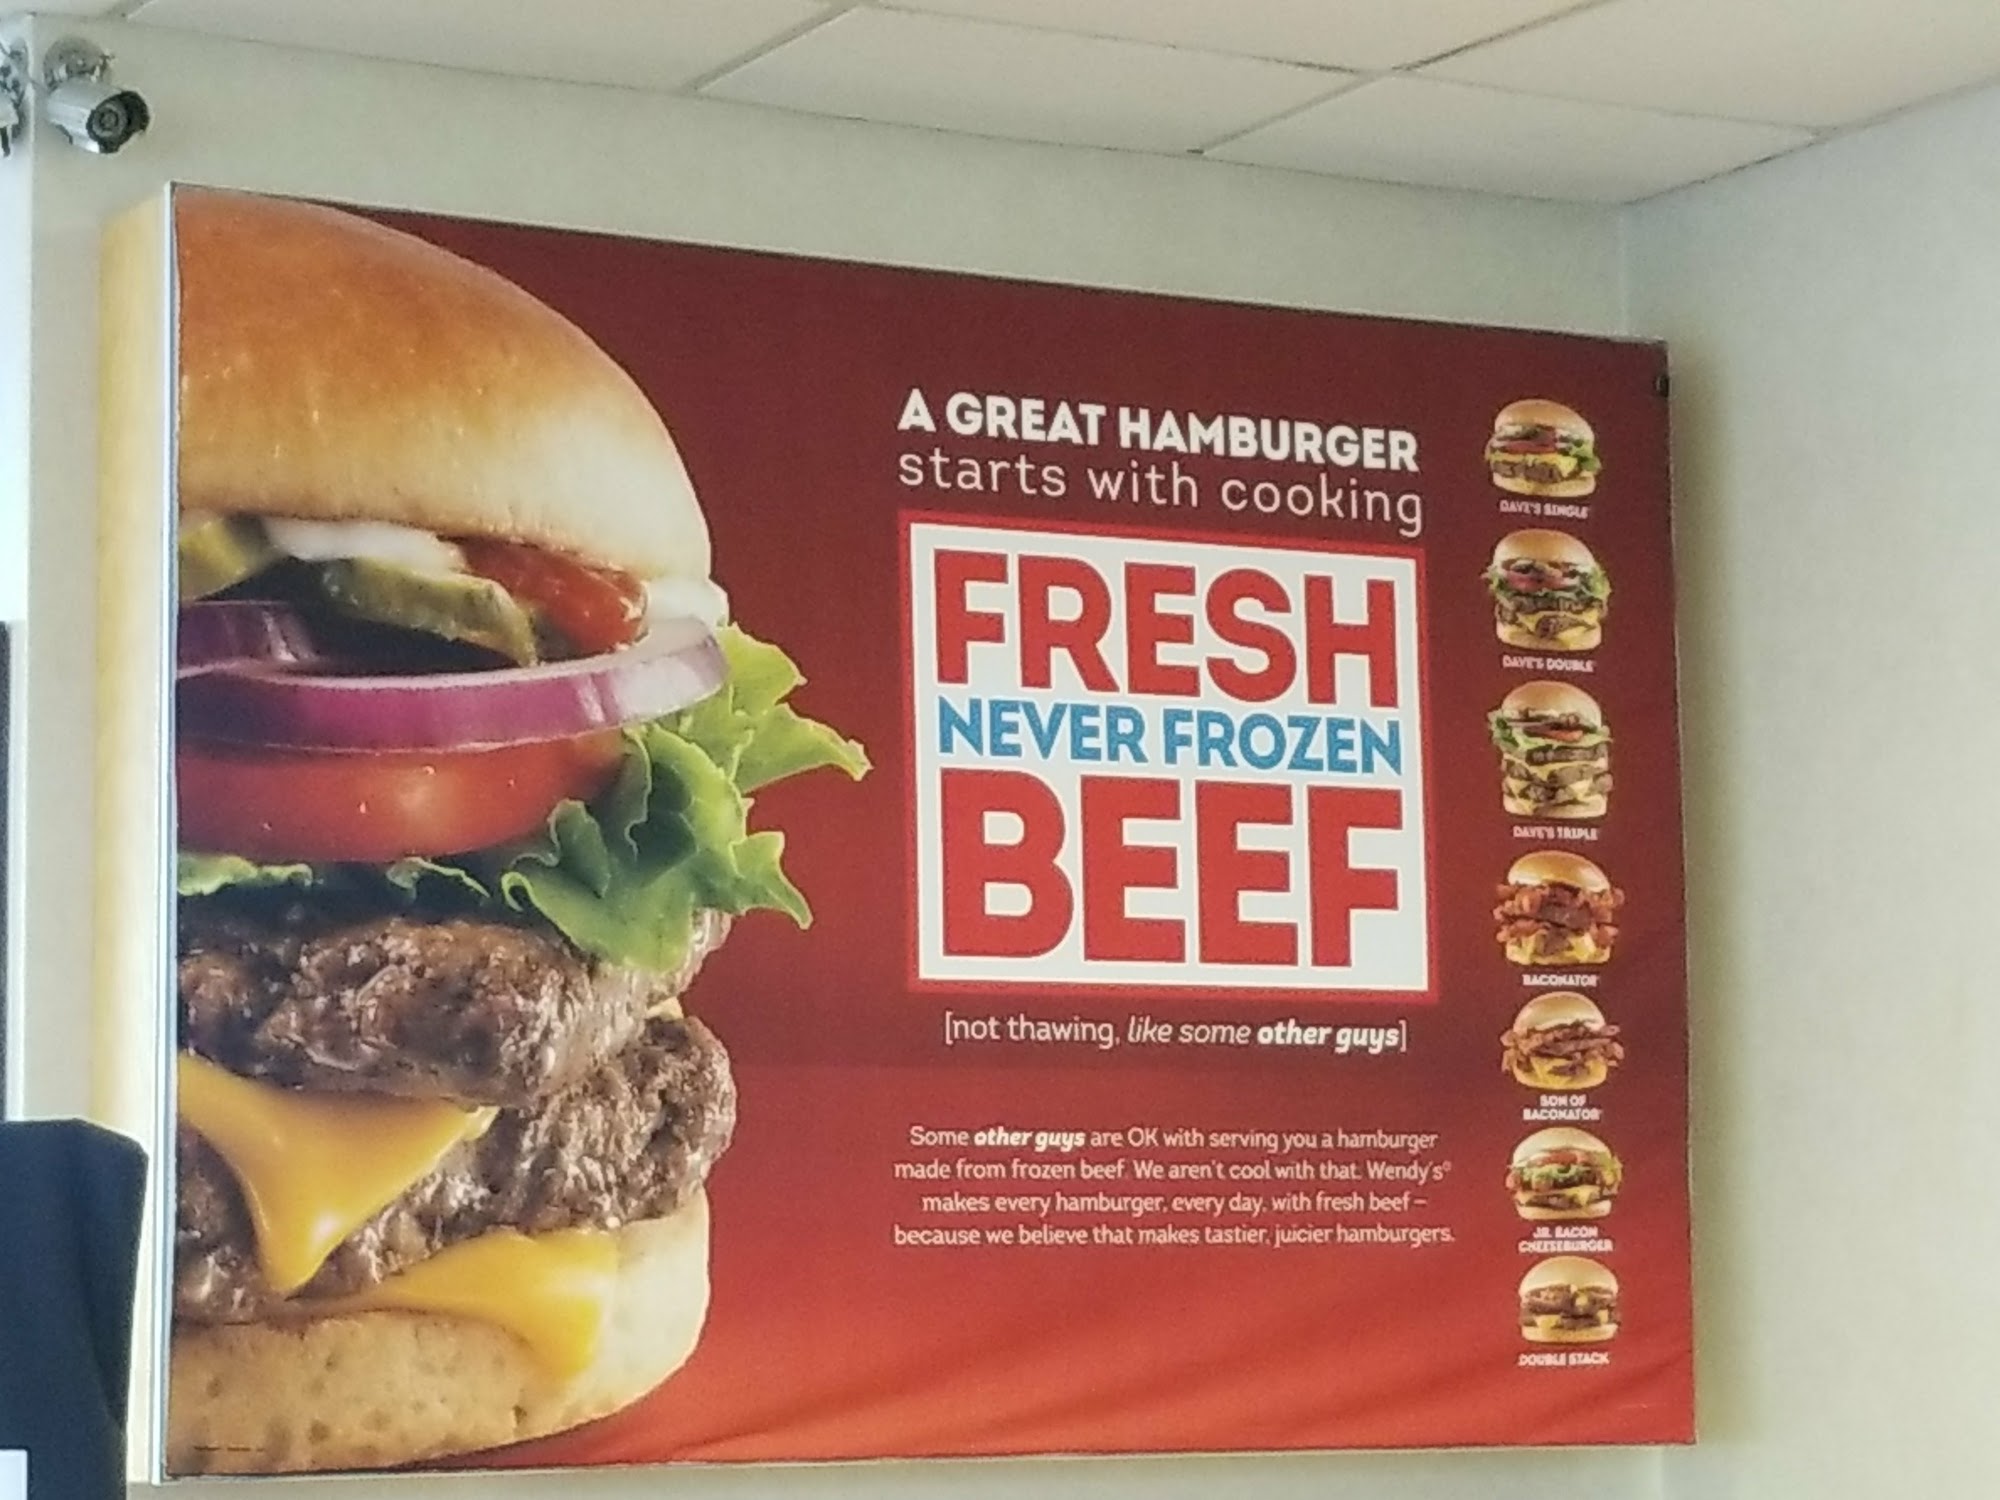 A GREAT HAMBURGER
starts with cooking
FRESH
NEVER FROZEN
BEEF
[not thawing, like some other guys]
Some other guys are OK with serving you a hamburger
made from frozen beef. We aren't cool with that. Wendy's®
makes every hamburger, every day, with fresh beef –
because we believe that makes tastier, juicier hamburgers.
DAVE'S SINGLE
DAVE'S DOUBLE
DAVE'S TRIPLE
BACONATOR
SON OF
BACONATOR
JR. BACON
CHEESEBURGER
DOUBLE STACK